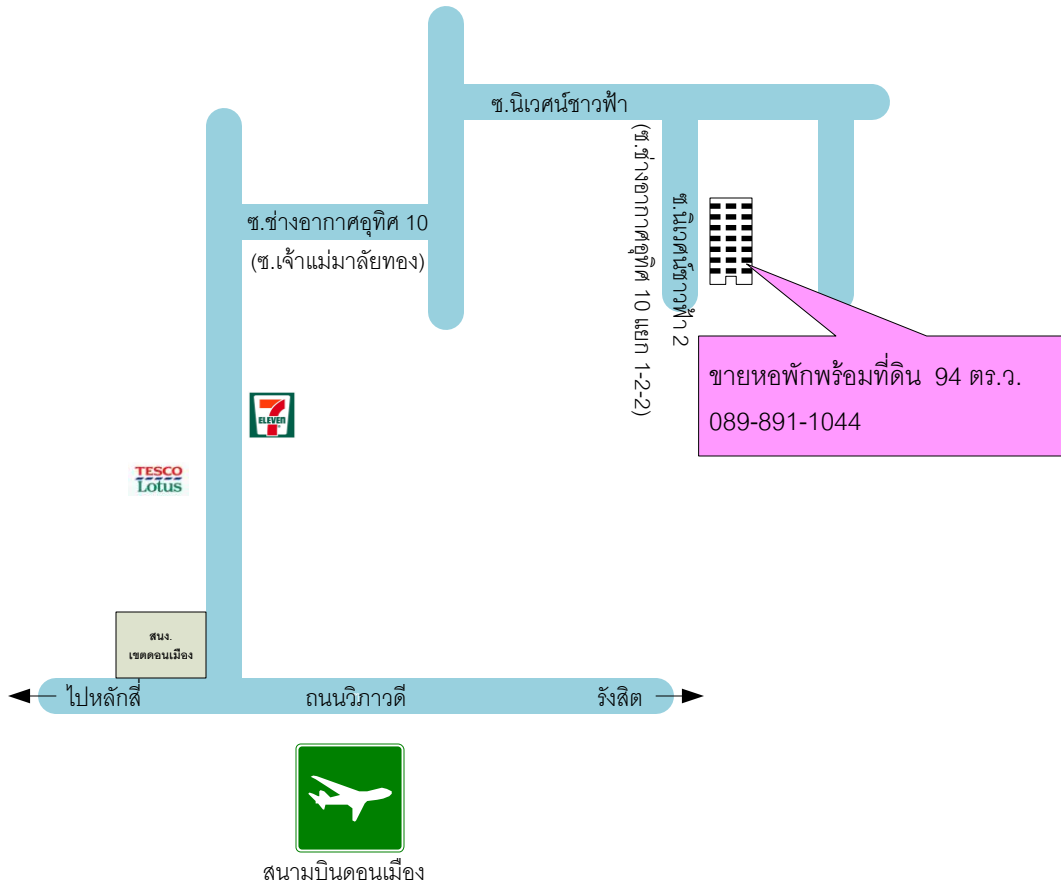 ซ.นิเวศน์ชาวฟ้า
(ซ.ช่างอากาศอุทิศ 10 แยก 1-2-2)
ซ.นิเวศน์ชาวฟ้า 2
ซ.ช่างอากาศอุทิศ 10
(ซ.เจ้าแม่มาลัยทอง)
ขายหอพักพร้อมที่ดิน 94 ตร.ว.
089-891-1044
7
ELEVEN
TESCO
Lotus
สนง.
เขตดอนเมือง
ไปหลักสี่
ถนนวิภาวดี
รังสิต
สนามบินดอนเมือง